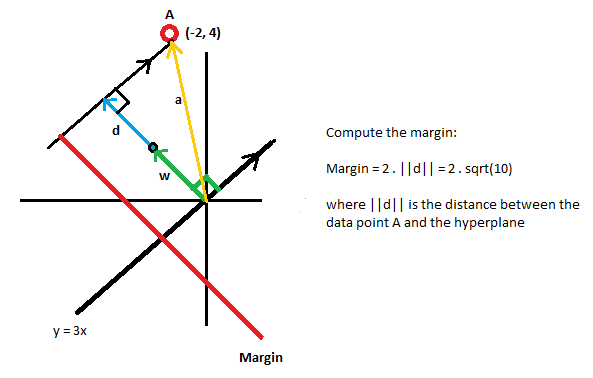 A
(-2, 4)
a
d
w
y = 3x
Margin
Compute the margin:
Margin = 2 . ||d|| = 2 . sqrt(10)
where ||d|| is the distance between the
data point A and the hyperplane